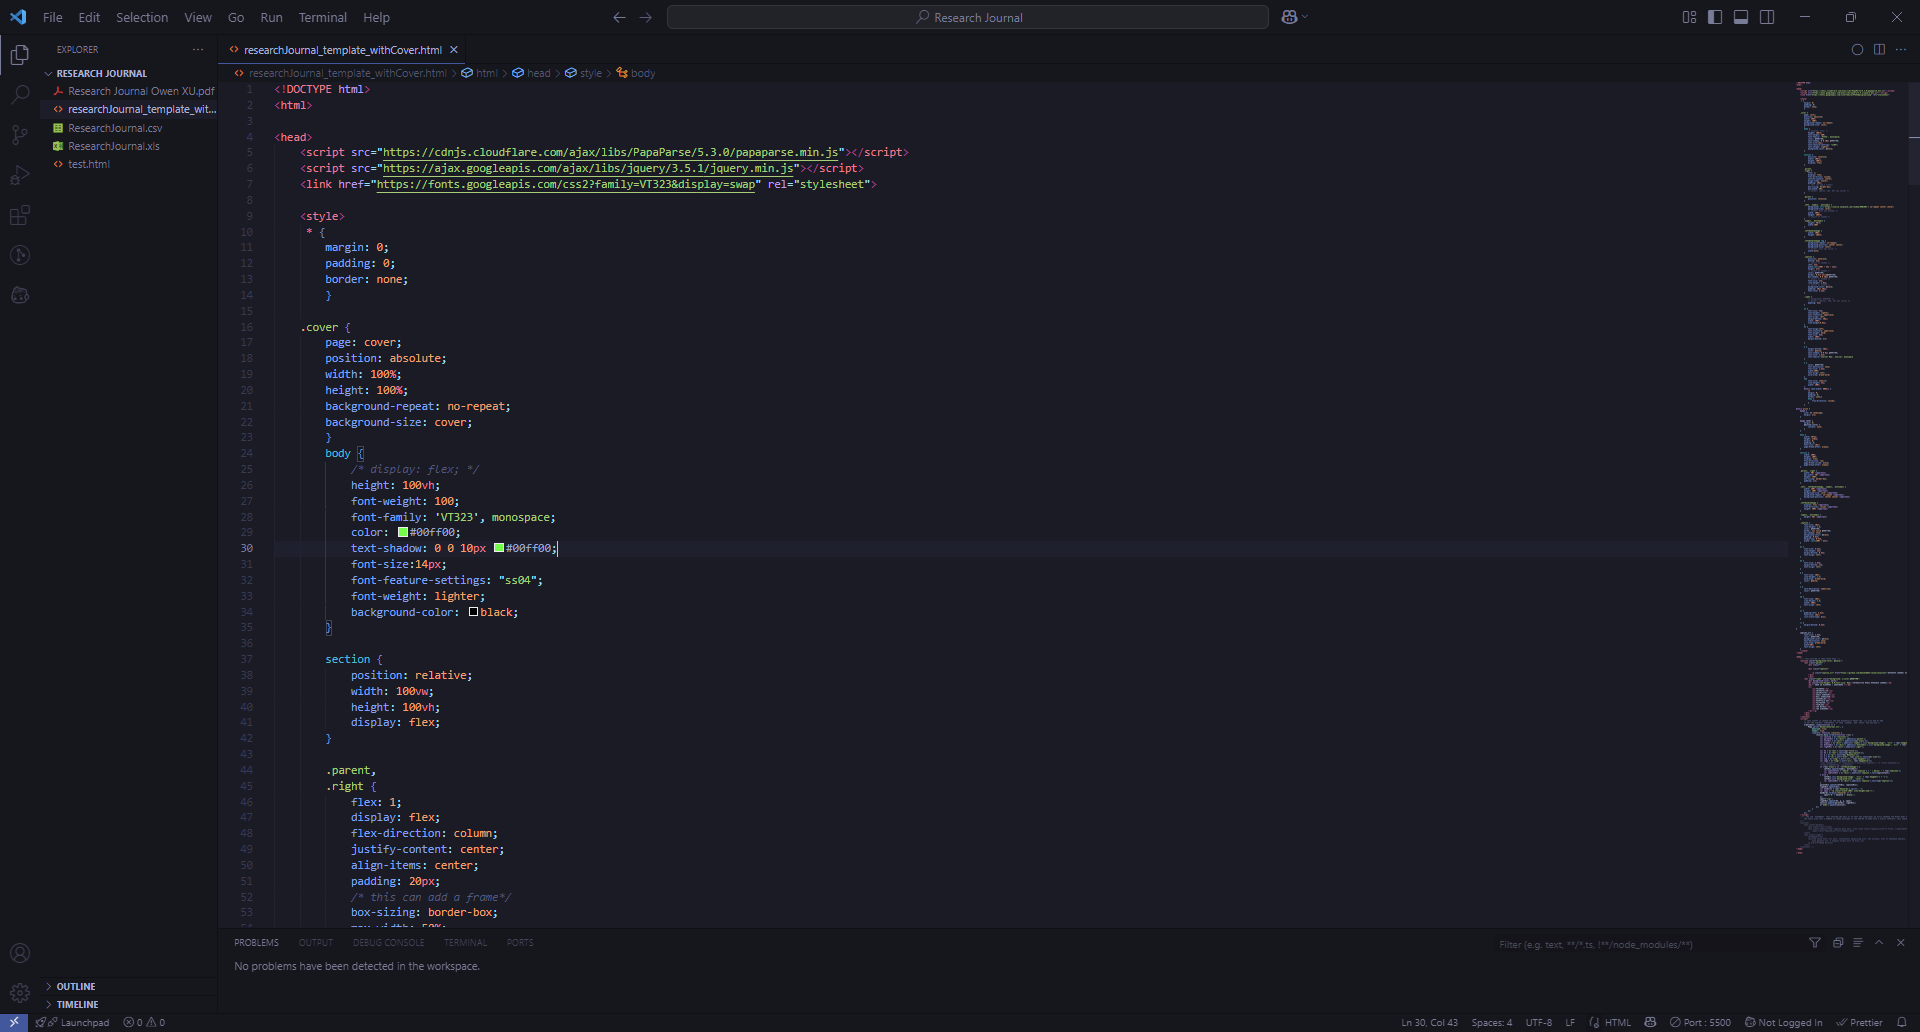 File Edit Selection View Go Run Terminal Help
Research Journal
EXPLORER
RESEARCH JOURNAL
Research Journal Owen XU.pdf
researchJournal_template_wit...
ResearchJournal.csv
ResearchJournal.xls
test.html
OUTLINE
TIMELINE
researchJournal_template_withCover.html
researchJournal_template_withCover.html > html > head > style > body
1 <!DOCTYPE html>
2 <html>
3
4 <head>
5 <script src="https://cdnjs.cloudflare.com/ajax/libs/PapaParse/5.3.0/papaparse.min.js"></script>
6 <script src="https://ajax.googleapis.com/ajax/libs/jquery/3.5.1/jquery.min.js"></script>
7 <link href="https://fonts.googleapis.com/css2?family=VT323&display=swap" rel="stylesheet">
8
9 <style>
10 * {
11 margin: 0;
12 padding: 0;
13 border: none;
14 }
15
16 .cover {
17 page: cover;
18 position: absolute;
19 width: 100%;
20 height: 100%;
21 background-repeat: no-repeat;
22 background-size: cover;
23 }
24 body {
25 /* display: flex; */
26 height: 100vh;
27 font-weight: 100;
28 font-family: 'VT323', monospace;
29 color: #00ff00;
30 text-shadow: 0 0 10px #00ff00;
31 font-size:14px;
32 font-feature-settings: "ss04";
33 font-weight: lighter;
34 background-color: black;
35 }
36
37 section {
38 position: relative;
39 width: 100vw;
40 height: 100vh;
41 display: flex;
42 }
43
44 .parent,
45 .right {
46 flex: 1;
47 display: flex;
48 flex-direction: column;
49 justify-content: center;
50 align-items: center;
51 padding: 20px;
52 /* this can add a frame*/
53 box-sizing: border-box;
PROBLEMS OUTPUT DEBUG CONSOLE TERMINAL PORTS
Filter (e.g. text, **/*.ts, !**/node_modules/**)
No problems have been detected in the workspace.
Launchpad 0 0
Ln 30, Col 43 Spaces: 4 UTF-8 LF HTML Port : 5500 Not Logged In Prettier